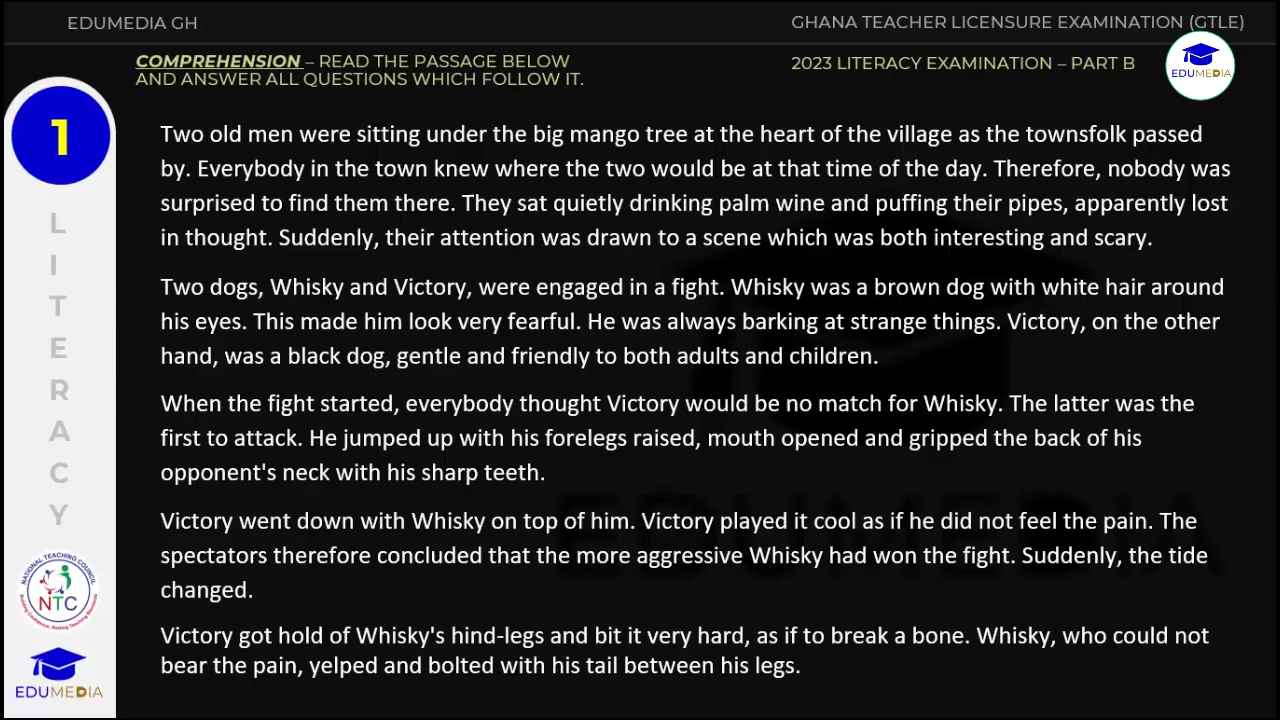 EDUMEDIA GH
GHANA TEACHER LICENSURE EXAMINATION (GTLE)
COMPREHENSION – READ THE PASSAGE BELOW
AND ANSWER ALL QUESTIONS WHICH FOLLOW IT.
2023 LITERACY EXAMINATION – PART B
EDUMEDIA
1
LITERACY
Two old men were sitting under the big mango tree at the heart of the village as the townsfolk passed
by. Everybody in the town knew where the two would be at that time of the day. Therefore, nobody was
surprised to find them there. They sat quietly drinking palm wine and puffing their pipes, apparently lost
in thought. Suddenly, their attention was drawn to a scene which was both interesting and scary.
Two dogs, Whisky and Victory, were engaged in a fight. Whisky was a brown dog with white hair around
his eyes. This made him look very fearful. He was always barking at strange things. Victory, on the other
hand, was a black dog, gentle and friendly to both adults and children.
When the fight started, everybody thought Victory would be no match for Whisky. The latter was the
first to attack. He jumped up with his forelegs raised, mouth opened and gripped the back of his
opponent's neck with his sharp teeth.
Victory went down with Whisky on top of him. Victory played it cool as if he did not feel the pain. The
spectators therefore concluded that the more aggressive Whisky had won the fight. Suddenly, the tide
changed.
Victory got hold of Whisky's hind-legs and bit it very hard, as if to break a bone. Whisky, who could not
bear the pain, yelped and bolted with his tail between his legs.
NATIONAL TEACHING COUNCIL
NTC
EDUMEDIA
EDUMEDIA